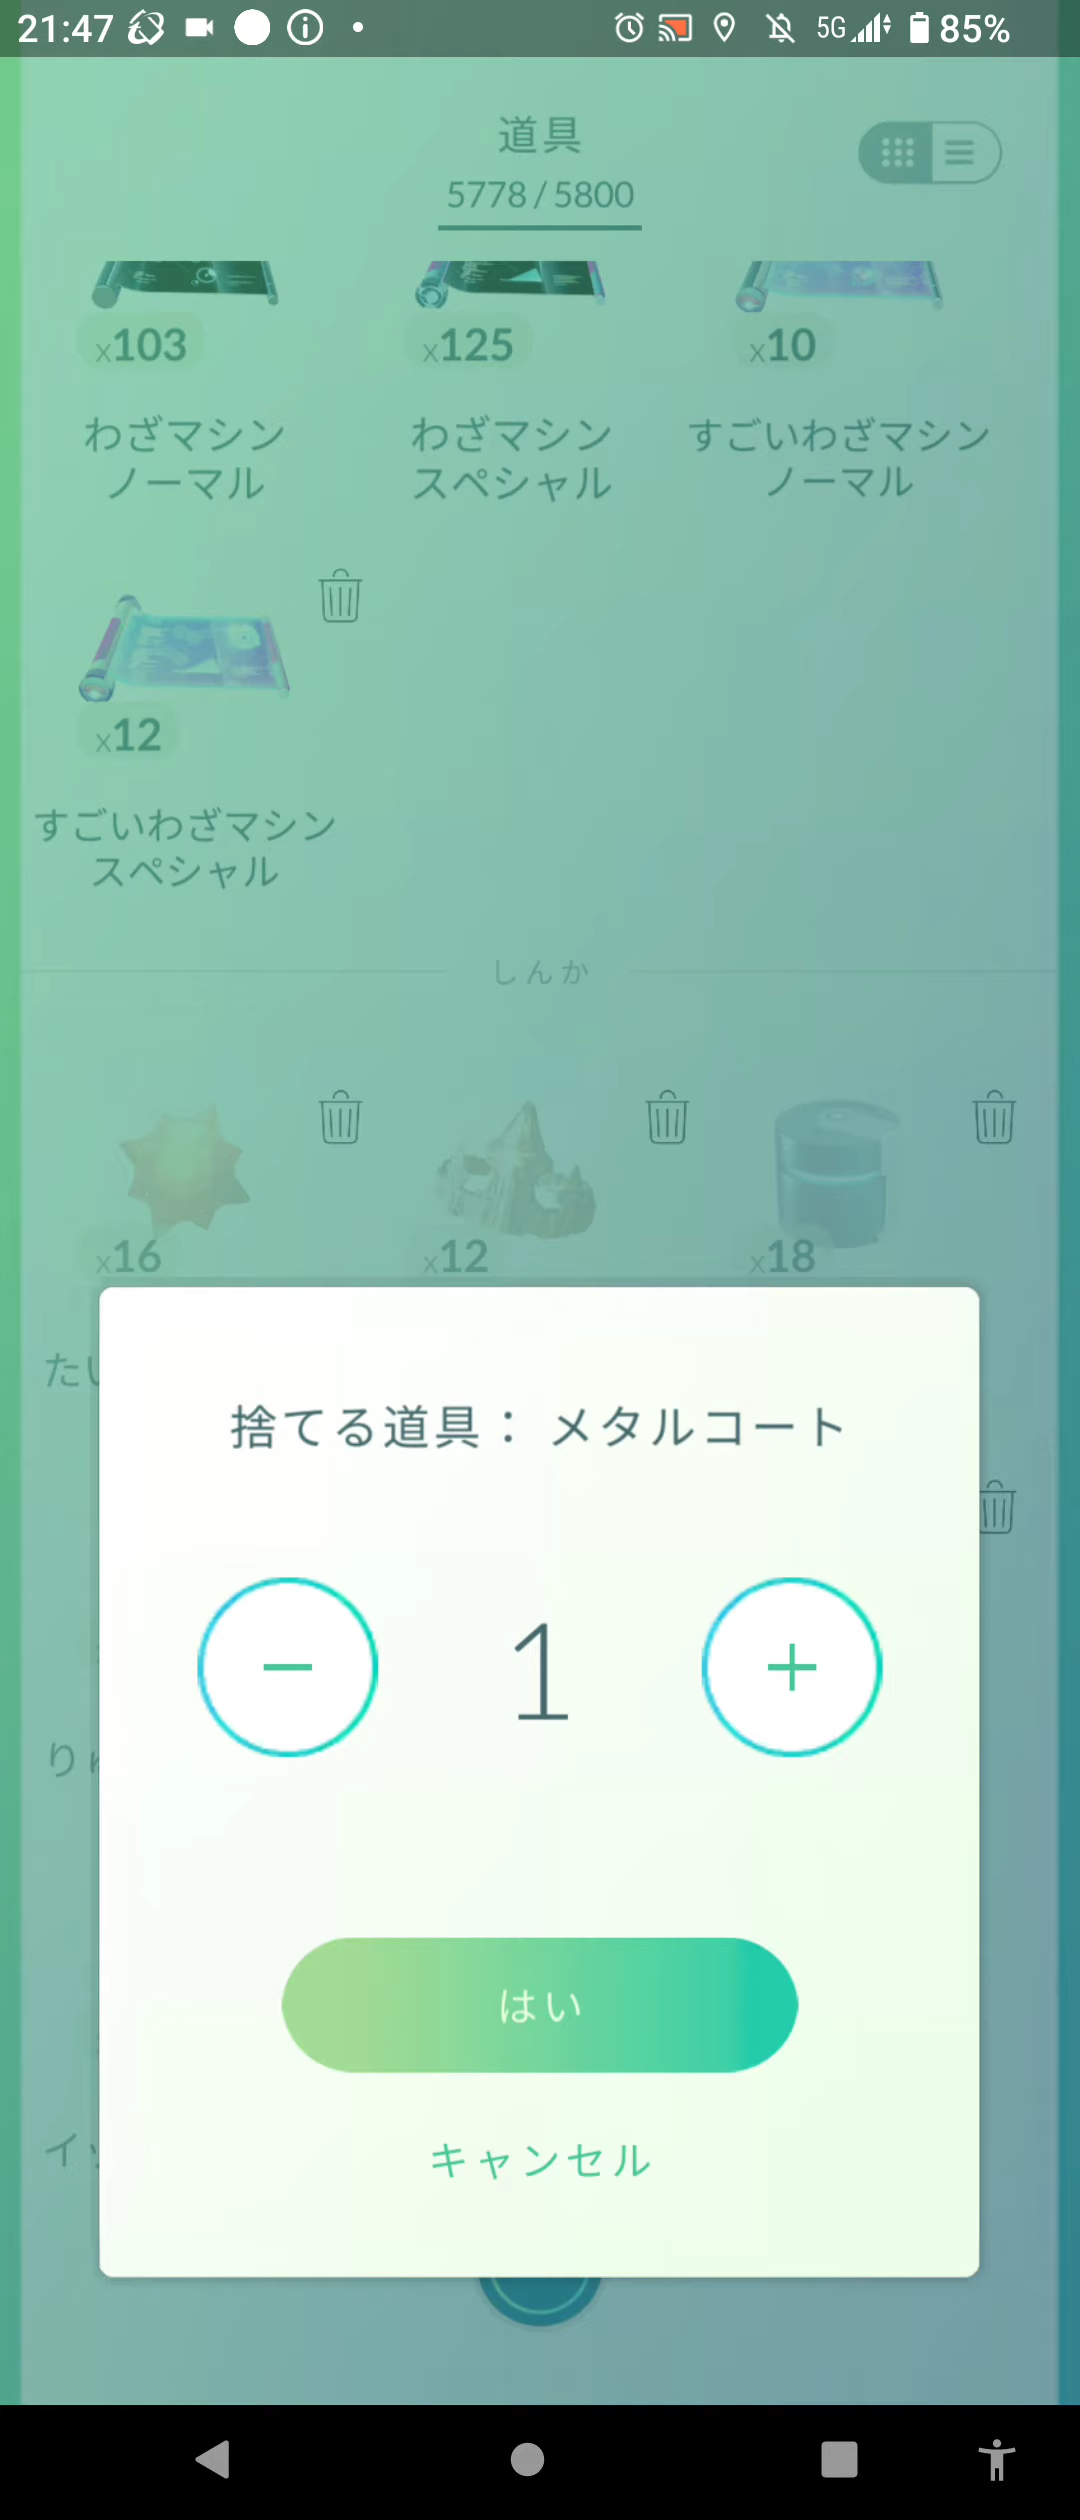 21:47 5G 85%
道具
5778/5800
x103 x125 x10
わざマシン わざマシン すごいわざマシン
ノーマル スペシャル ノーマル
x12
すごいわざマシン
スペシャル
しんか
x16 x12 x18
捨てる道具： メタルコート
− 1 +
はい
キャンセル